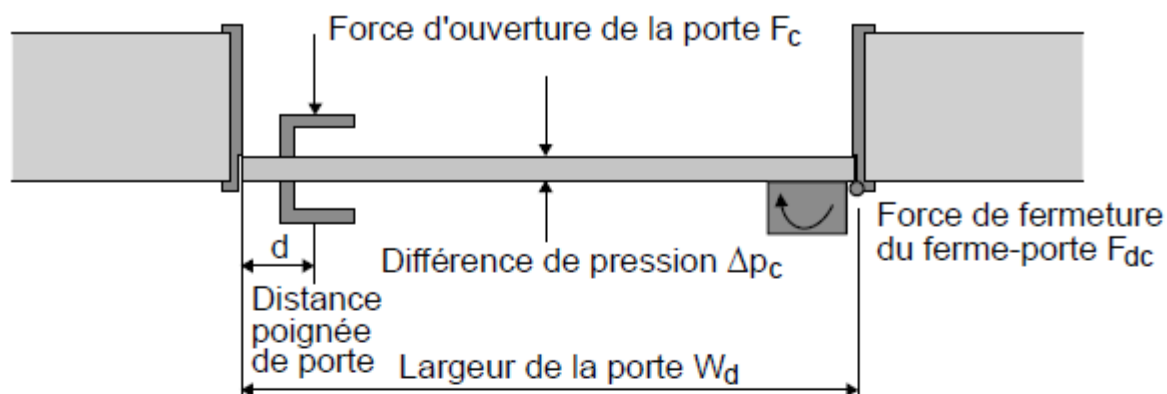 Force d'ouverture de la porte Fc
Force de fermeture
du ferme-porte Fdc
d
Différence de pression Δpc
Distance
poignée
de porte
Largeur de la porte Wd